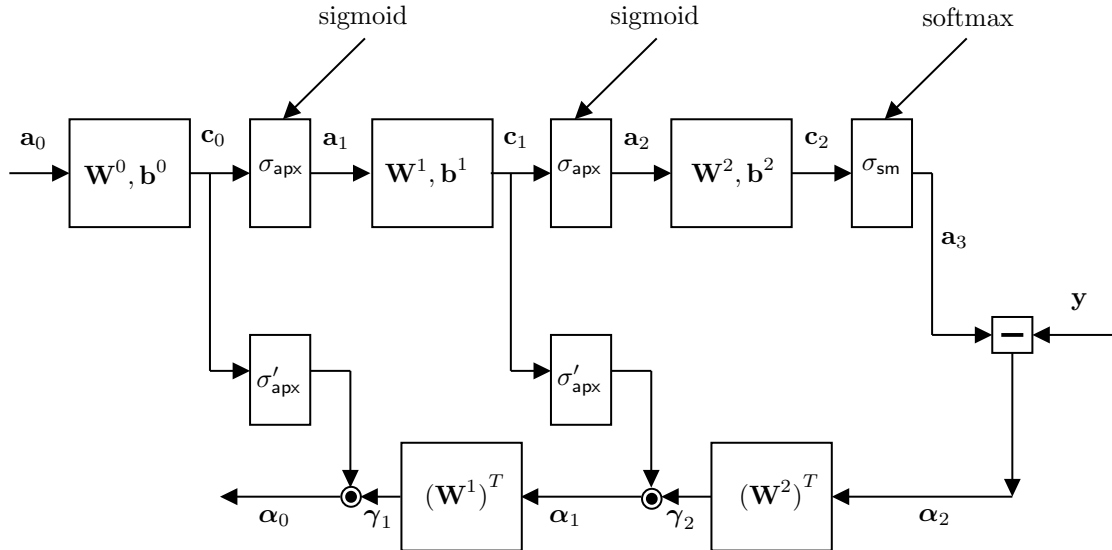 sigmoid sigmoid softmax
a₀ c₀ a₁ c₁ a₂ c₂
W⁰, b⁰ σapx W¹, b¹ σapx W², b² σsm
a₃
y
−
σ′apx σ′apx
(W¹)ᵀ (W²)ᵀ
α₀ γ₁ α₁ γ₂ α₂